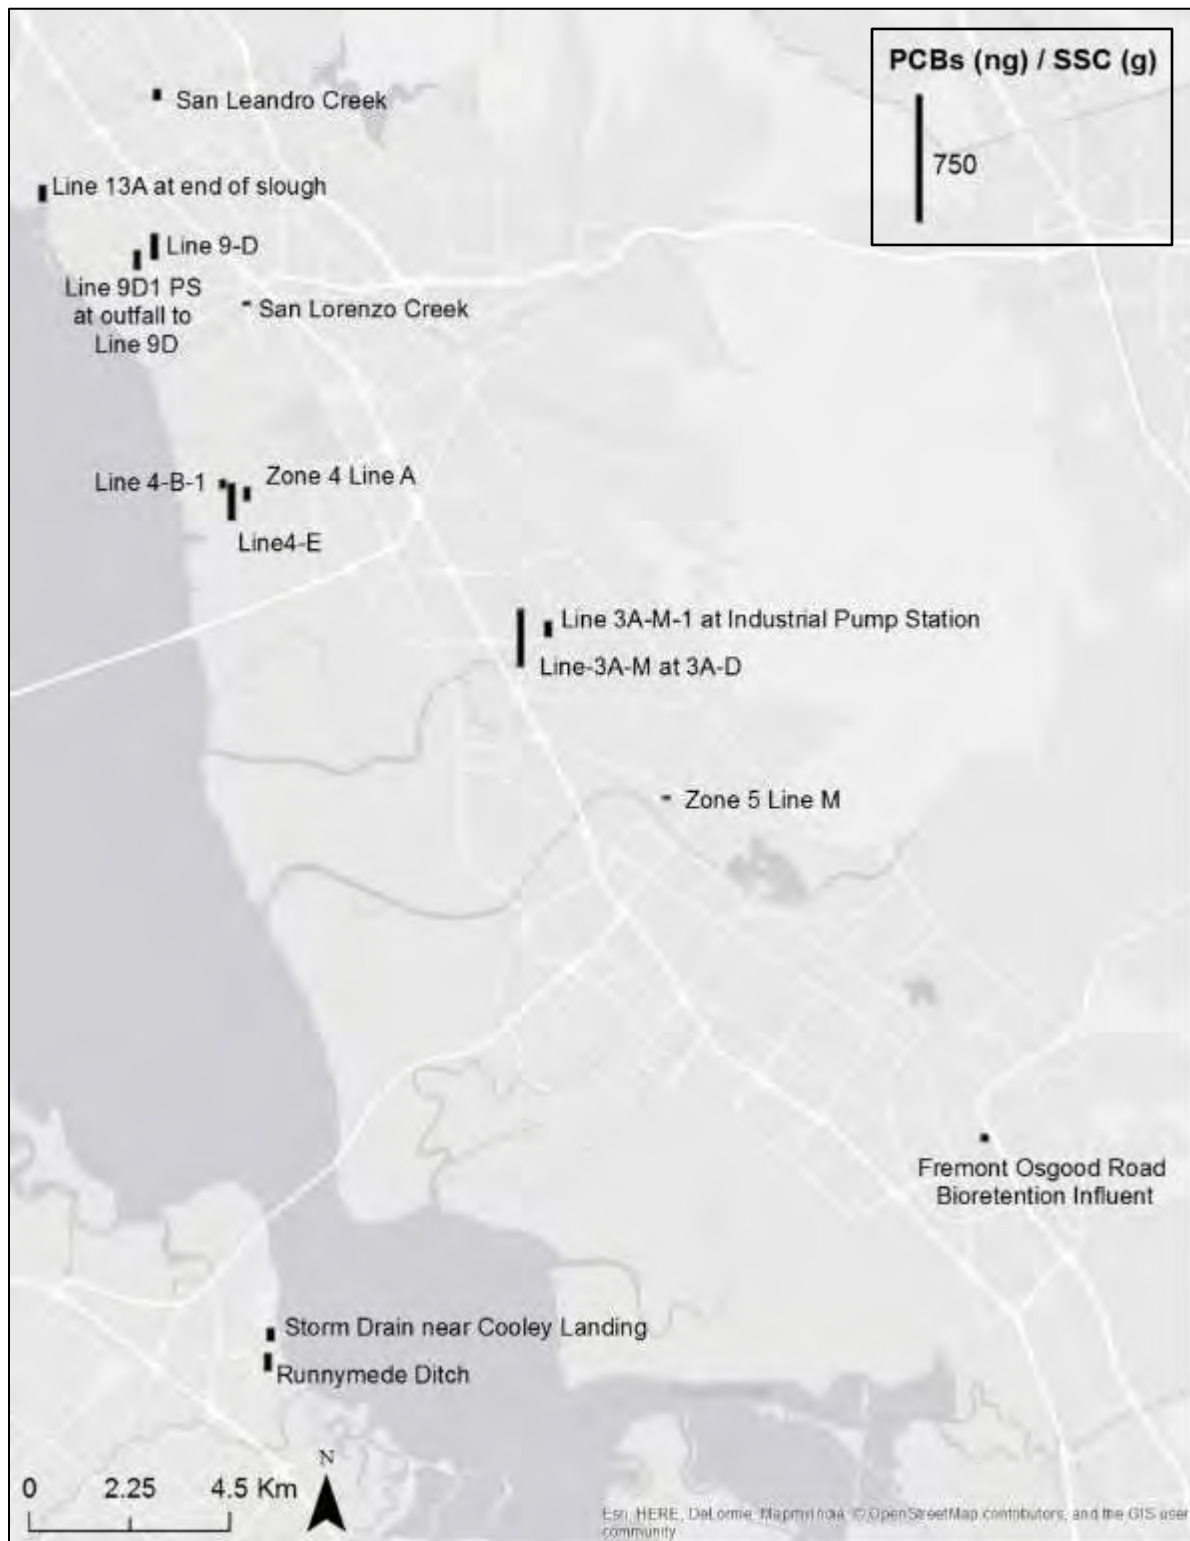 PCBs (ng) / SSC (g)
750
San Leandro Creek
Line 13A at end of slough
Line 9-D
Line 9D1 PS
at outfall to
Line 9D
San Lorenzo Creek
Line 4-B-1
Zone 4 Line A
Line4-E
Line 3A-M-1 at Industrial Pump Station
Line-3A-M at 3A-D
Zone 5 Line M
Fremont Osgood Road
Bioretention Influent
Storm Drain near Cooley Landing
Runnymede Ditch
N
0 2.25 4.5 Km
Esri, HERE, DeLorme, MapmyIndia, © OpenStreetMap contributors, and the GIS user
community